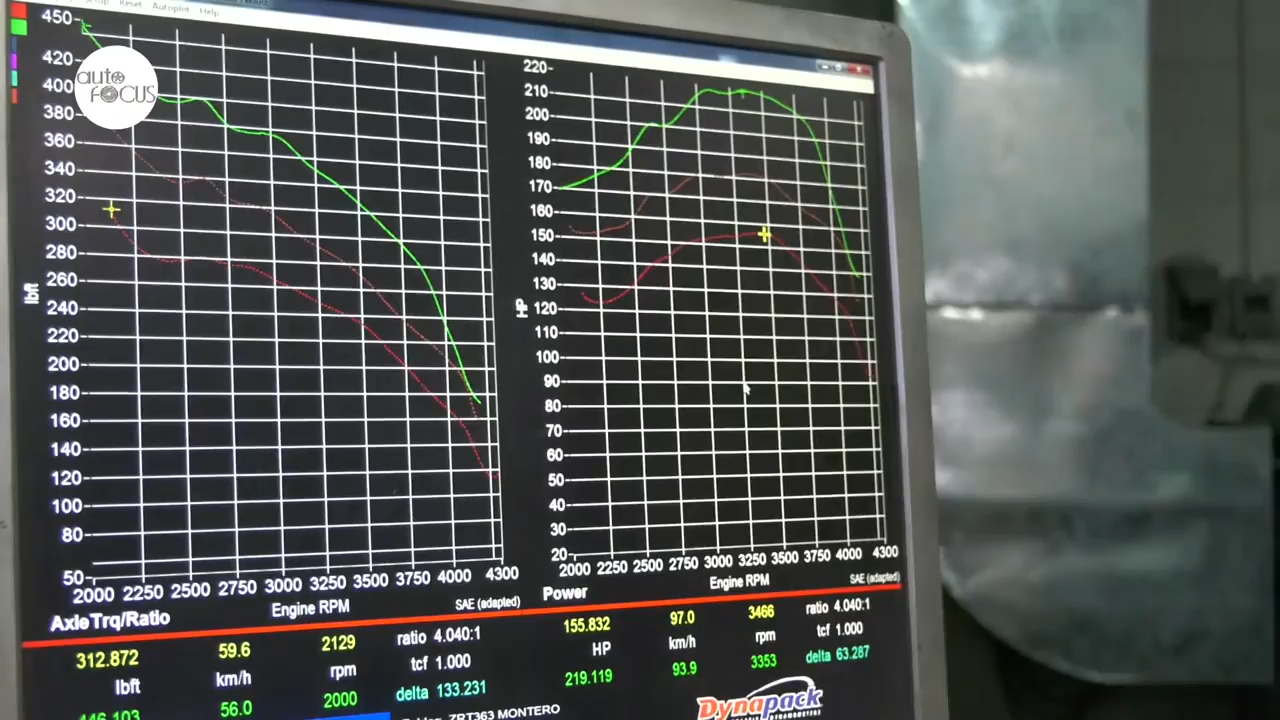 Setup Reset Autoplot Help
auto
FOCUS
450
420
400
380
360
340
320
300
280
260
240
220
200
180
160
140
120
100
80
50
lbft
2000 2250 2500 2750 3000 3250 3500 3750 4000 4300
Engine RPM
SAE (adapted)
AxleTrq/Ratio
220
210
200
190
180
170
160
150
140
130
120
110
100
90
80
70
60
50
40
30
20
HP
2000 2250 2500 2750 3000 3250 3500 3750 4000 4300
Engine RPM
SAE (adapted)
Power
312.872 59.6 2129 ratio 4.040:1
lbft km/h rpm tcf 1.000
446.103 56.0 2000 delta 133.231
155.832 97.0 3466 ratio 4.040:1
HP km/h rpm tcf 1.000
219.119 93.9 3353 delta 63.287
ZRT363 MONTERO
Dynapack